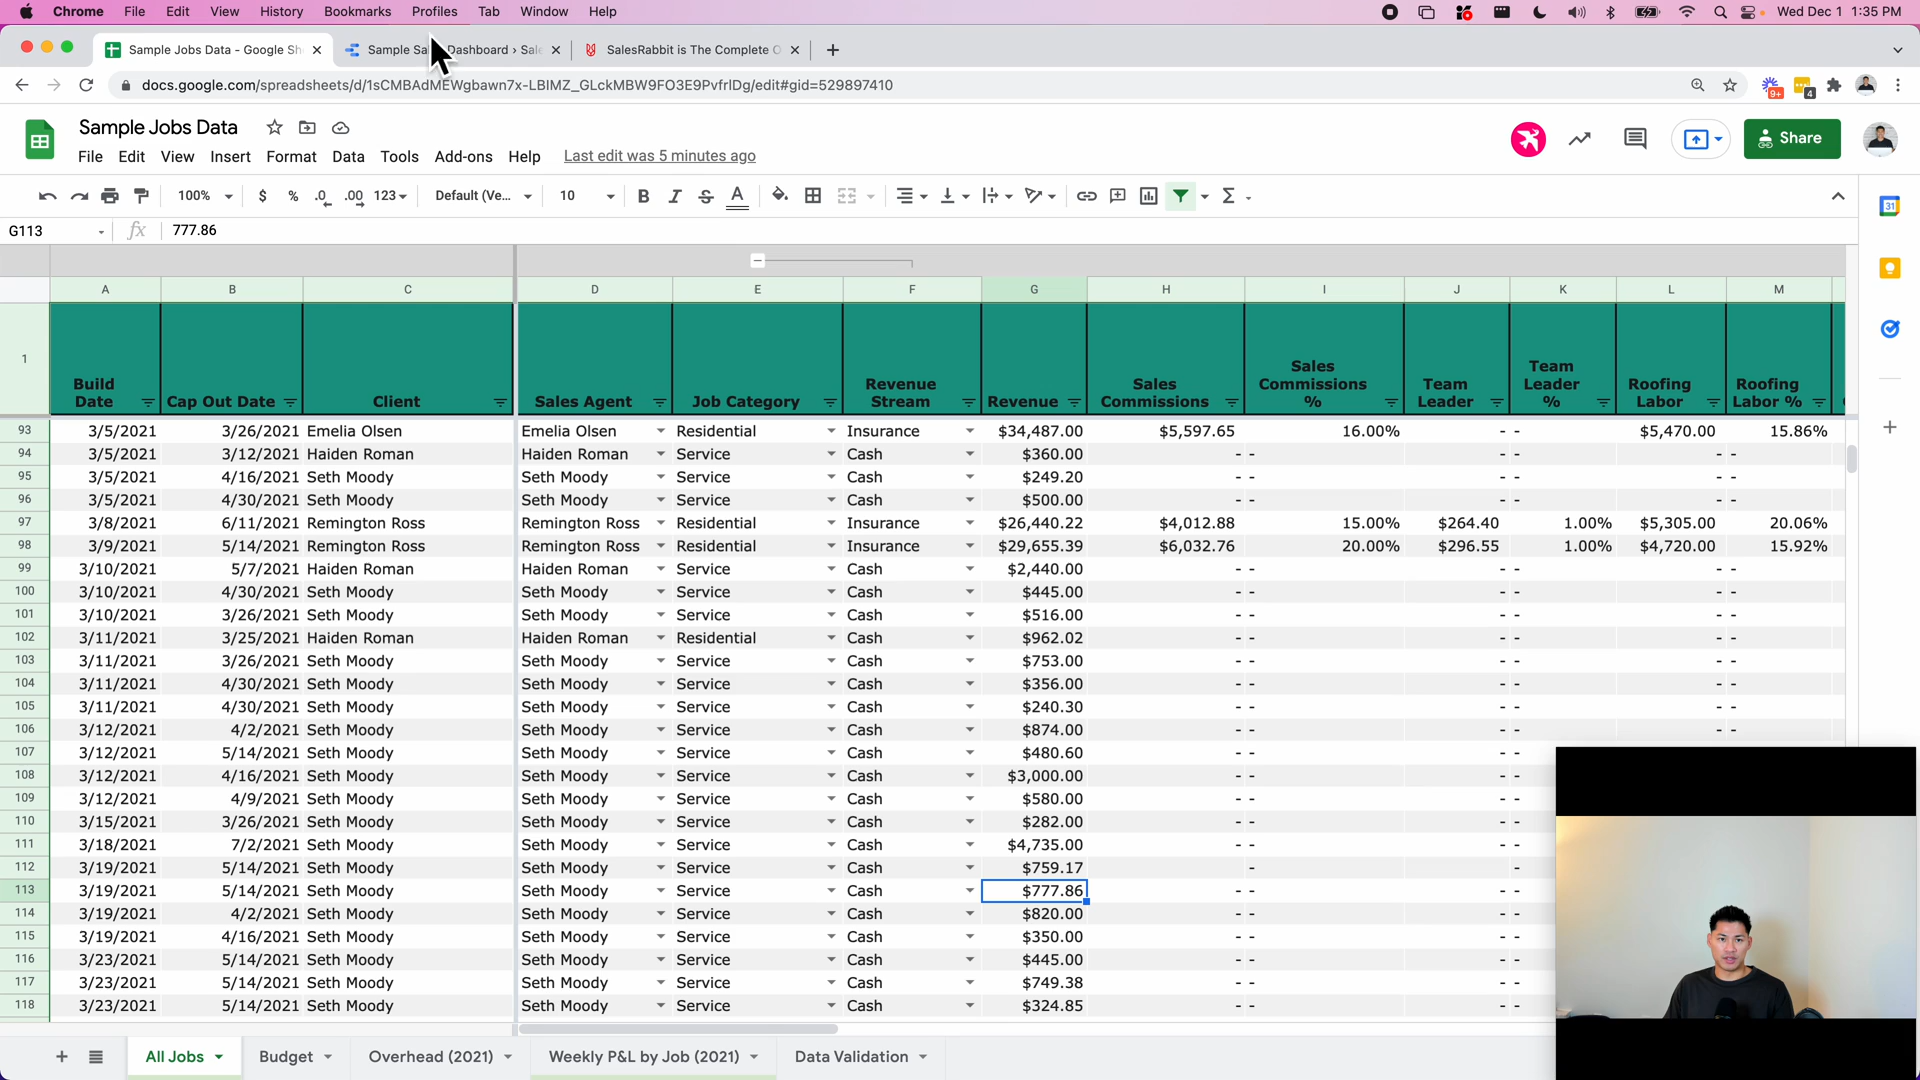 Chrome File Edit View History Bookmarks Profiles Tab Window Help Wed Dec 1 1:35 PM
Sample Jobs Data - Google Sh Sample Sa Dashboard › Sale SalesRabbit is The Complete O
docs.google.com/spreadsheets/d/1sCMBAdMEWgbawn7x-LBIMZ_GLckMBW9FO3E9PvfrlDg/edit#gid=529897410 9+ 4
Sample Jobs Data
File Edit View Insert Format Data Tools Add-ons Help Last edit was 5 minutes ago Share
100% $ % .0 .00 123 Default (Ve... 10 B I S A Σ 31
G113 fx 777.86
A B C D E F G H I J K L M
1 Build Date Cap Out Date Client Sales Agent Job Category Revenue Stream Revenue Sales Commissions Sales Commissions % Team Leader Team Leader % Roofing Labor Roofing Labor %
93 3/5/2021 3/26/2021 Emelia Olsen Emelia Olsen Residential Insurance $34,487.00 $5,597.65 16.00% - - $5,470.00 15.86%
94 3/5/2021 3/12/2021 Haiden Roman Haiden Roman Service Cash $360.00 - - - - - -
95 3/5/2021 4/16/2021 Seth Moody Seth Moody Service Cash $249.20 - - - - - -
96 3/5/2021 4/30/2021 Seth Moody Seth Moody Service Cash $500.00 - - - - - -
97 3/8/2021 6/11/2021 Remington Ross Remington Ross Residential Insurance $26,440.22 $4,012.88 15.00% $264.40 1.00% $5,305.00 20.06%
98 3/9/2021 5/14/2021 Remington Ross Remington Ross Residential Insurance $29,655.39 $6,032.76 20.00% $296.55 1.00% $4,720.00 15.92%
99 3/10/2021 5/7/2021 Haiden Roman Haiden Roman Service Cash $2,440.00 - - - - - -
100 3/10/2021 4/30/2021 Seth Moody Seth Moody Service Cash $445.00 - - - - - -
101 3/10/2021 3/26/2021 Seth Moody Seth Moody Service Cash $516.00 - - - - - -
102 3/11/2021 3/25/2021 Haiden Roman Haiden Roman Residential Cash $962.02 - - - - - -
103 3/11/2021 3/26/2021 Seth Moody Seth Moody Service Cash $753.00 - - - - - -
104 3/11/2021 4/30/2021 Seth Moody Seth Moody Service Cash $356.00 - - - - - -
105 3/11/2021 4/30/2021 Seth Moody Seth Moody Service Cash $240.30 - - - - - -
106 3/12/2021 4/2/2021 Seth Moody Seth Moody Service Cash $874.00 - - - - - -
107 3/12/2021 5/14/2021 Seth Moody Seth Moody Service Cash $480.60 - - - -
108 3/12/2021 4/16/2021 Seth Moody Seth Moody Service Cash $3,000.00 - - - -
109 3/12/2021 4/9/2021 Seth Moody Seth Moody Service Cash $580.00 - - - -
110 3/15/2021 3/26/2021 Seth Moody Seth Moody Service Cash $282.00 - - - -
111 3/18/2021 7/2/2021 Seth Moody Seth Moody Service Cash $4,735.00 - - - -
112 3/19/2021 5/14/2021 Seth Moody Seth Moody Service Cash $759.17 - - -
113 3/19/2021 5/14/2021 Seth Moody Seth Moody Service Cash $777.86 - - - -
114 3/19/2021 4/2/2021 Seth Moody Seth Moody Service Cash $820.00 - - - -
115 3/19/2021 4/16/2021 Seth Moody Seth Moody Service Cash $350.00 - - - -
116 3/23/2021 5/14/2021 Seth Moody Seth Moody Service Cash $445.00 - - - -
117 3/23/2021 5/14/2021 Seth Moody Seth Moody Service Cash $749.38 - - - -
118 3/23/2021 5/14/2021 Seth Moody Seth Moody Service Cash $324.85 - - - -
All Jobs Budget Overhead (2021) Weekly P&L by Job (2021) Data Validation